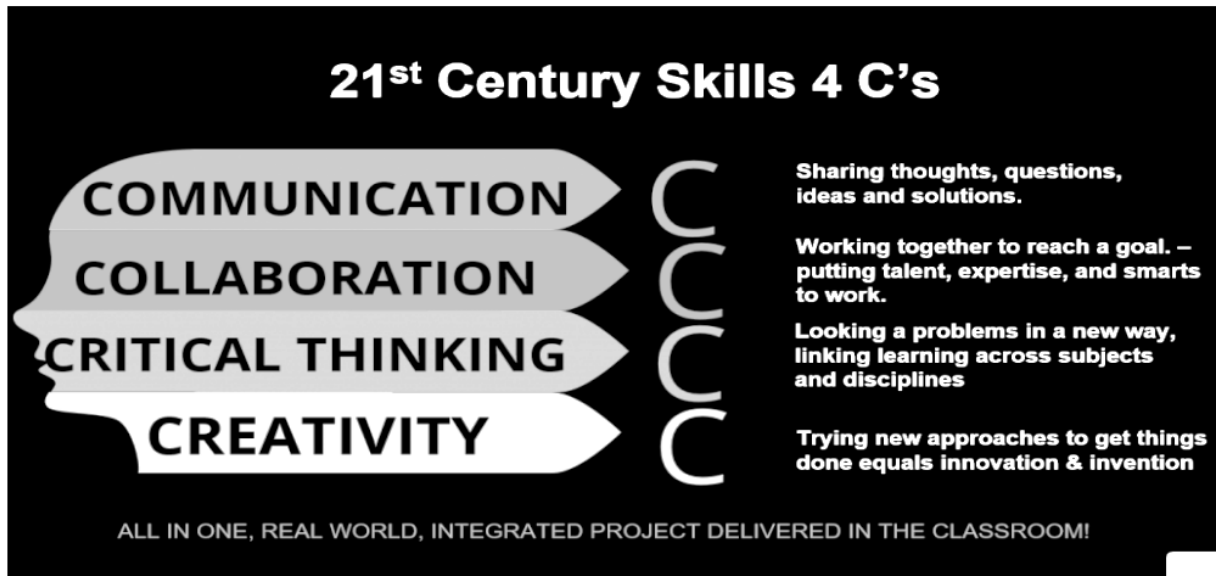 21st Century Skills 4 C's
COMMUNICATION
C
Sharing thoughts, questions,
ideas and solutions.
COLLABORATION
C
Working together to reach a goal. –
putting talent, expertise, and smarts
to work.
CRITICAL THINKING
C
Looking a problems in a new way,
linking learning across subjects
and disciplines
CREATIVITY
C
Trying new approaches to get things
done equals innovation & invention
ALL IN ONE, REAL WORLD, INTEGRATED PROJECT DELIVERED IN THE CLASSROOM!